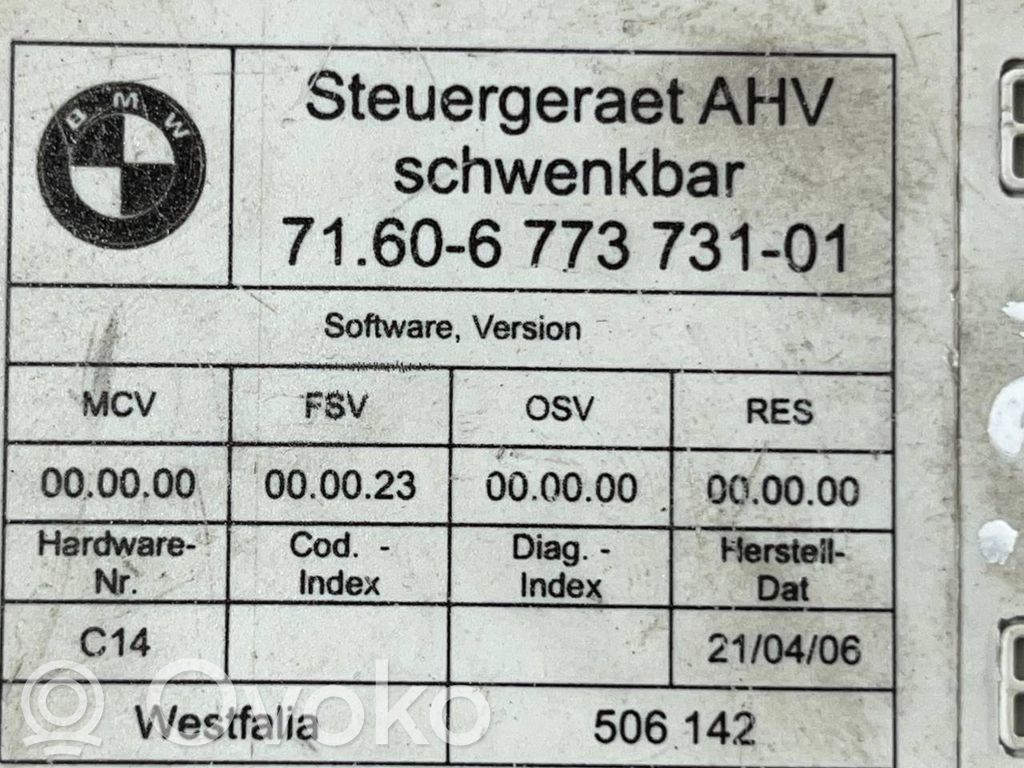 BMW
Steuergeraet AHV
schwenkbar
71.60-6 773 731-01
Software, Version
MCV FSV OSV RES
00.00.00 00.00.23 00.00.00 00.00.00
Hardware- Cod. - Diag. - Herstell-
Nr. Index Index Dat
C14 21/04/06
Westfalia 506 142
Ovoko